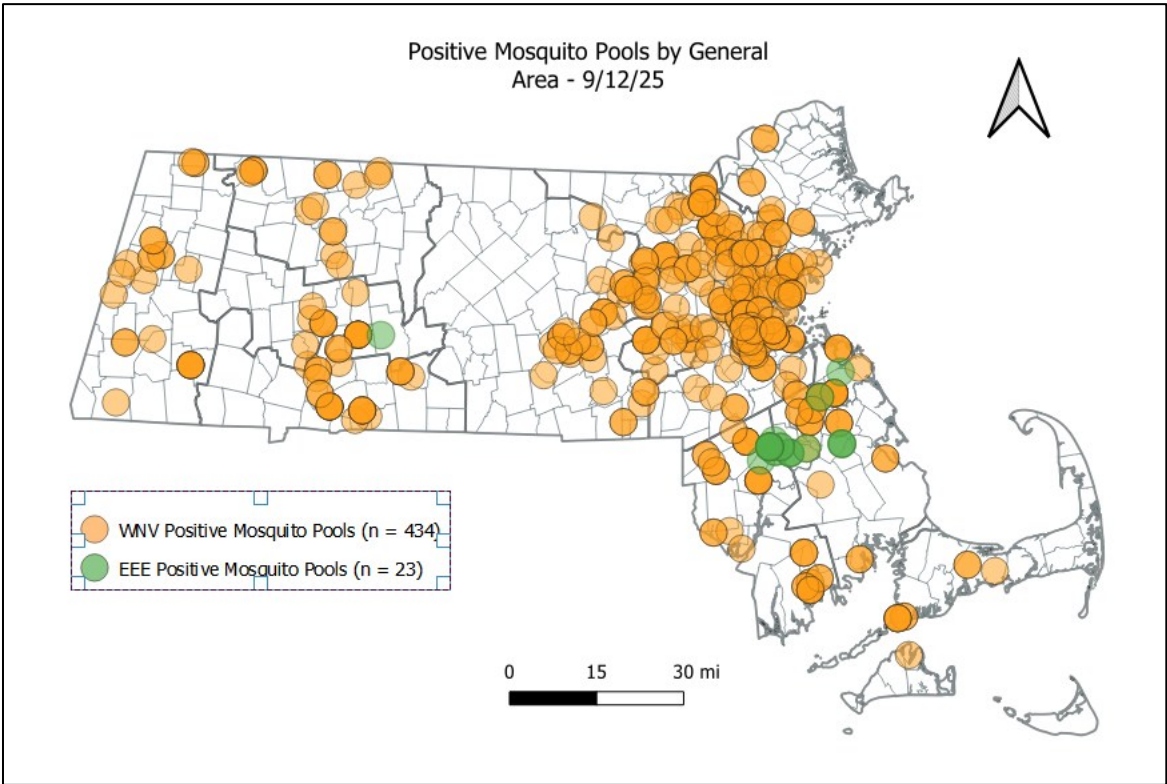 Positive Mosquito Pools by General
Area - 9/12/25
WNV Positive Mosquito Pools (n = 434)
EEE Positive Mosquito Pools (n = 23)
0 15 30 mi